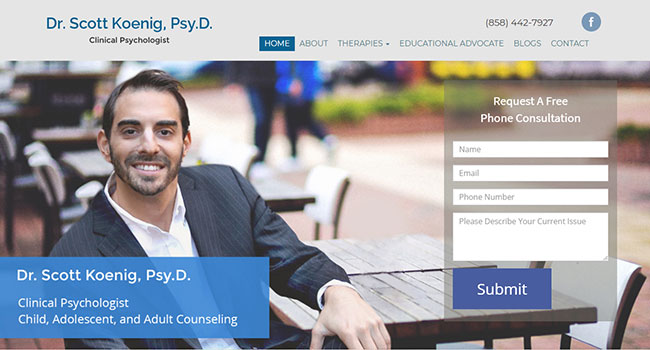 Dr. Scott Koenig, Psy.D.
Clinical Psychologist
(858) 442-7927
f
HOME ABOUT THERAPIES EDUCATIONAL ADVOCATE BLOGS CONTACT
Request A Free
Phone Consultation
Name
Email
Phone Number
Please Describe Your Current Issue
Submit
Dr. Scott Koenig, Psy.D.
Clinical Psychologist
Child, Adolescent, and Adult Counseling